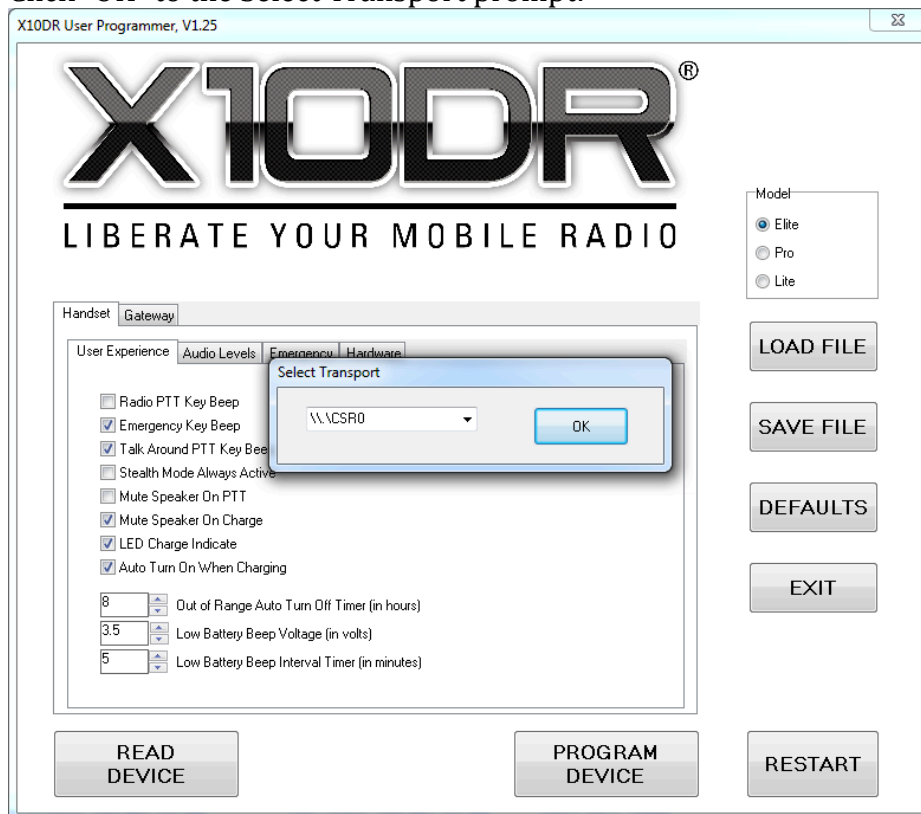 Click "OK" to the Select Transport prompt.
X10DR User Programmer, V1.25
X10DR®
LIBERATE YOUR MOBILE RADIO
Model
Elite
Pro
Lite
Handset Gateway
User Experience Audio Levels Emergency Hardware
Select Transport
\\.\CSR0
OK
Radio PTT Key Beep
Emergency Key Beep
Talk Around PTT Key Bee
Stealth Mode Always Active
Mute Speaker On PTT
Mute Speaker On Charge
LED Charge Indicate
Auto Turn On When Charging
8 Out of Range Auto Turn Off Timer (in hours)
3.5 Low Battery Beep Voltage (in volts)
5 Low Battery Beep Interval Timer (in minutes)
LOAD FILE
SAVE FILE
DEFAULTS
EXIT
READ
DEVICE
PROGRAM
DEVICE
RESTART